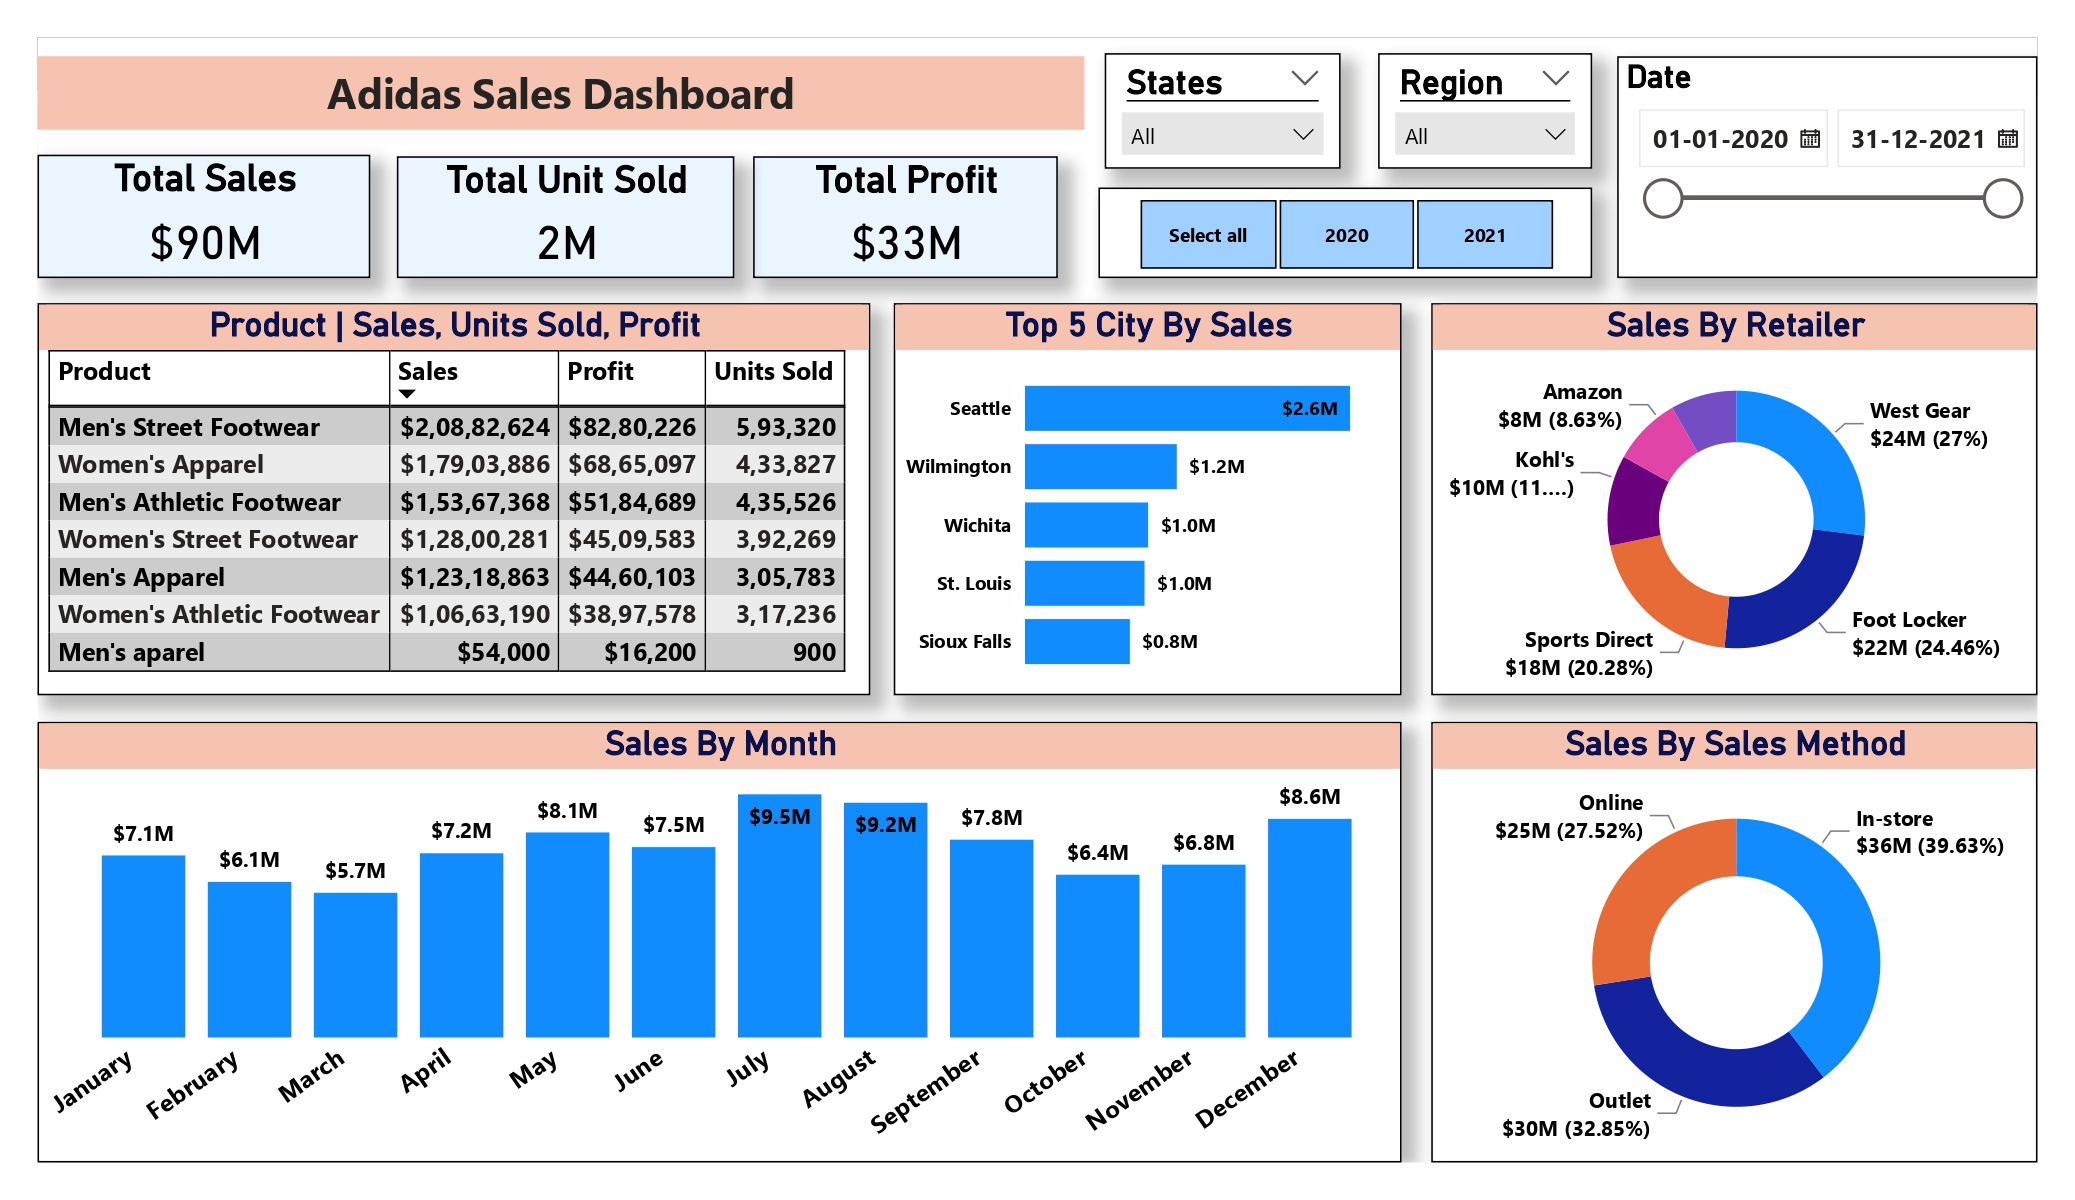 Adidas Sales Dashboard
States
All
Region
All
Date
01-01-2020 31-12-2021
Total Sales
$90M
Total Unit Sold
2M
Total Profit
$33M
Select all 2020 2021
Product | Sales, Units Sold, Profit
Product Sales Profit Units Sold
Men's Street Footwear $2,08,82,624 $82,80,226 5,93,320
Women's Apparel $1,79,03,886 $68,65,097 4,33,827
Men's Athletic Footwear $1,53,67,368 $51,84,689 4,35,526
Women's Street Footwear $1,28,00,281 $45,09,583 3,92,269
Men's Apparel $1,23,18,863 $44,60,103 3,05,783
Women's Athletic Footwear $1,06,63,190 $38,97,578 3,17,236
Men's aparel $54,000 $16,200 900
Top 5 City By Sales
Seattle $2.6M
Wilmington $1.2M
Wichita $1.0M
St. Louis $1.0M
Sioux Falls $0.8M
Sales By Retailer
Amazon
$8M (8.63%)
West Gear
$24M (27%)
Kohl's
$10M (11....)
Foot Locker
$22M (24.46%)
Sports Direct
$18M (20.28%)
Sales By Month
$7.1M $6.1M $5.7M $7.2M $8.1M $7.5M $9.5M $9.2M $7.8M $6.4M $6.8M $8.6M
January February March April May June July August September October November December
Sales By Sales Method
Online
$25M (27.52%)
In-store
$36M (39.63%)
Outlet
$30M (32.85%)